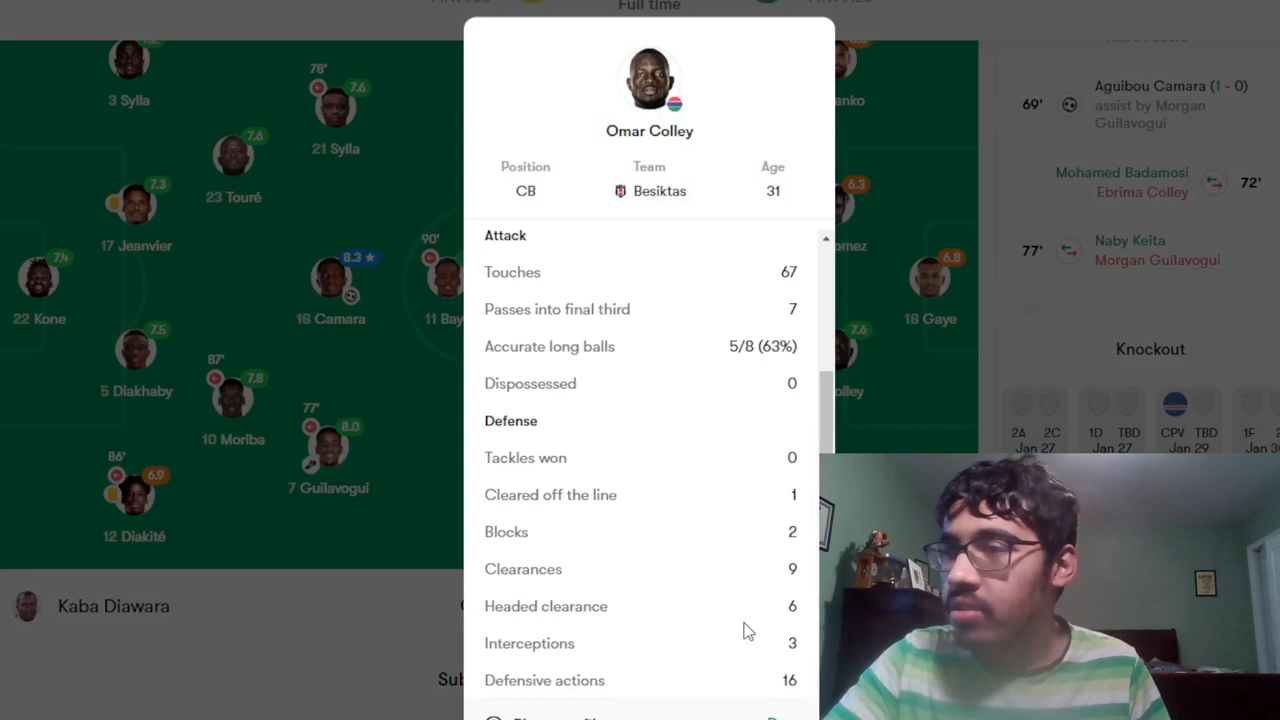 Full time
3 Sylla
78'
7.6
21 Sylla
7.6
23 Touré
7.3
17 Jeanvier
7.4
22 Kone
8.3
18 Camara
90'
11 Bay
7.5
5 Diakhaby
87'
7.8
10 Moriba
77'
8.0
7 Guilavogui
86'
6.9
12 Diakité
Kaba Diawara
Sub
Omar Colley
Position Team Age
CB Besiktas 31
Attack
Touches 67
Passes into final third 7
Accurate long balls 5/8 (63%)
Dispossessed 0
Defense
Tackles won 0
Cleared off the line 1
Blocks 2
Clearances 9
Headed clearance 6
Interceptions 3
Defensive actions 16
anko
6.3
omez
6.8
18 Gaye
7.6
olley
69' Aguibou Camara (1 - 0)
assist by Morgan
Guilavogui
Mohamed Badamosi
Ebrima Colley 72'
77' Naby Keita
Morgan Guilavogui
Knockout
2A 2C 1D TBD CPV TBD 1F
Jan 27 Jan 27 Jan 29 Jan 30